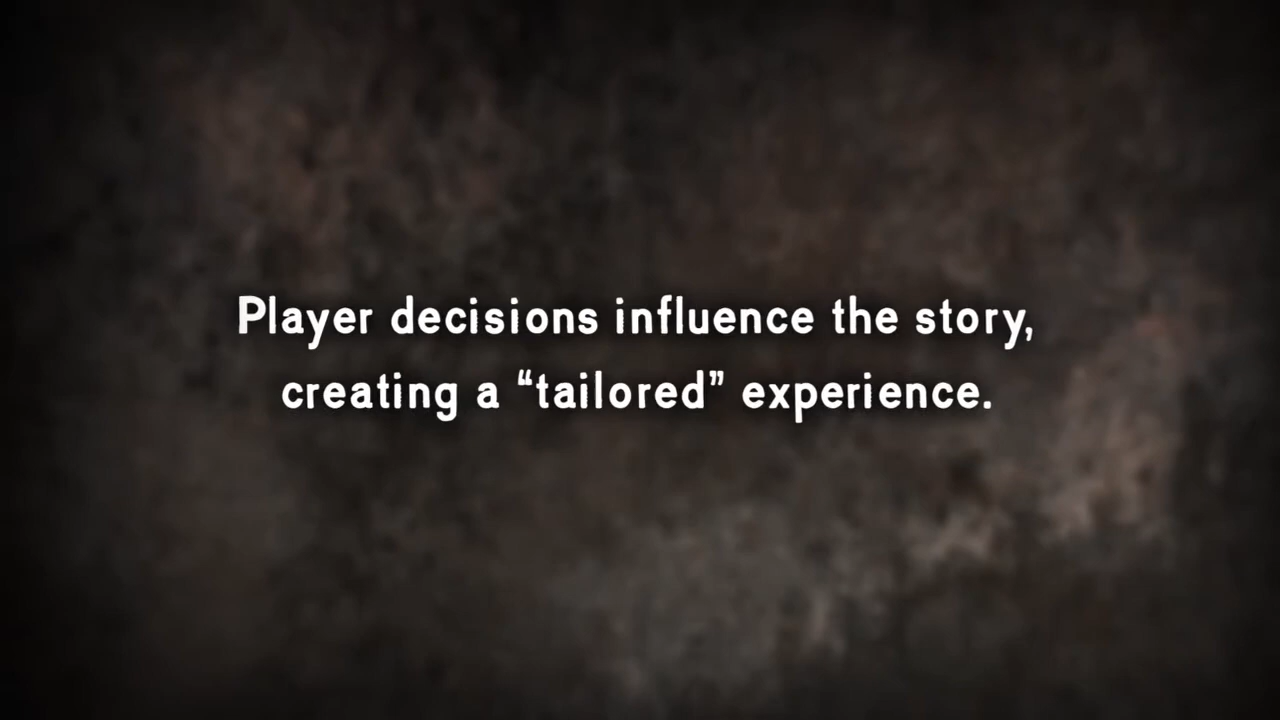 Player decisions influence the story,
creating a “tailored” experience.